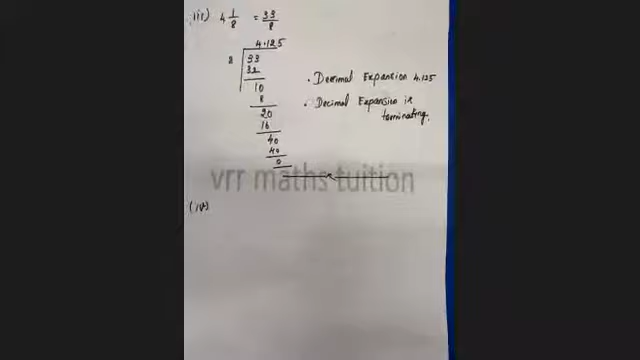 iii) 4 1/8 = 33/8
4.125
8 33
32
10
8
20
16
40
40
0
. Decimal Expansion 4.125
. Decimal Expansion is
terminating.
vrr maths tuition
(iv)